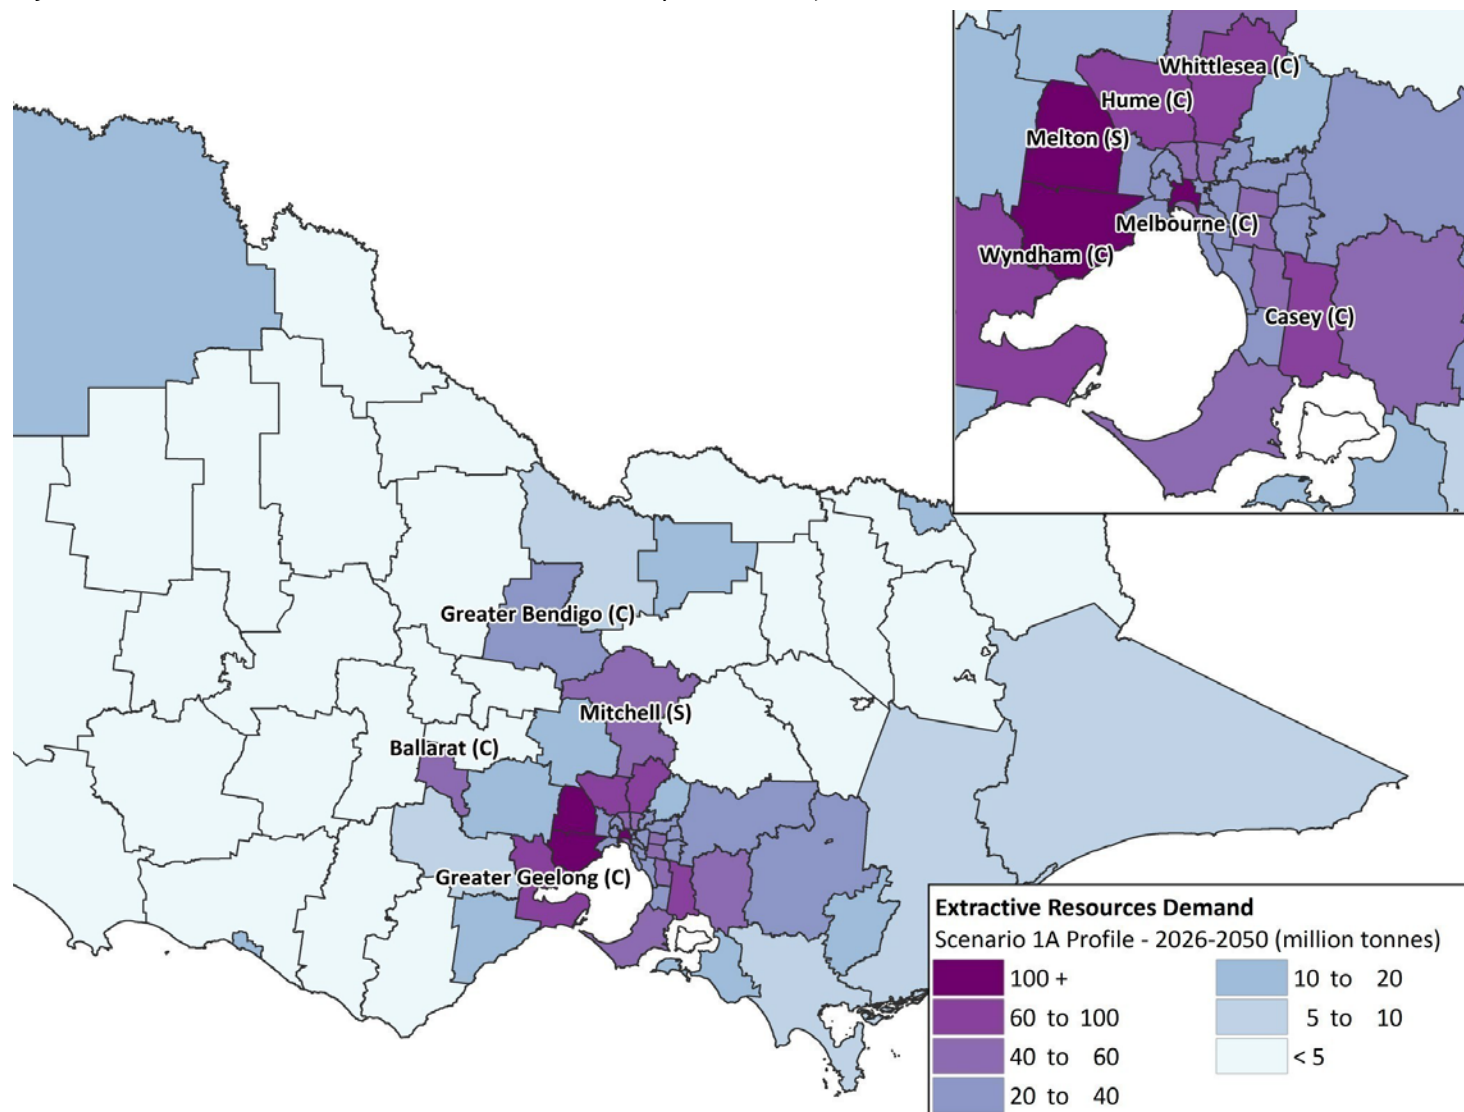 Whittlesea (C)
Hume (C)
Melton (S)
Melbourne (C)
Wyndham (C)
Casey (C)
Greater Bendigo (C)
Mitchell (S)
Ballarat (C)
Greater Geelong (C)
Extractive Resources Demand
Scenario 1A Profile - 2026-2050 (million tonnes)
100 +
60 to 100
40 to 60
20 to 40
10 to 20
5 to 10
< 5